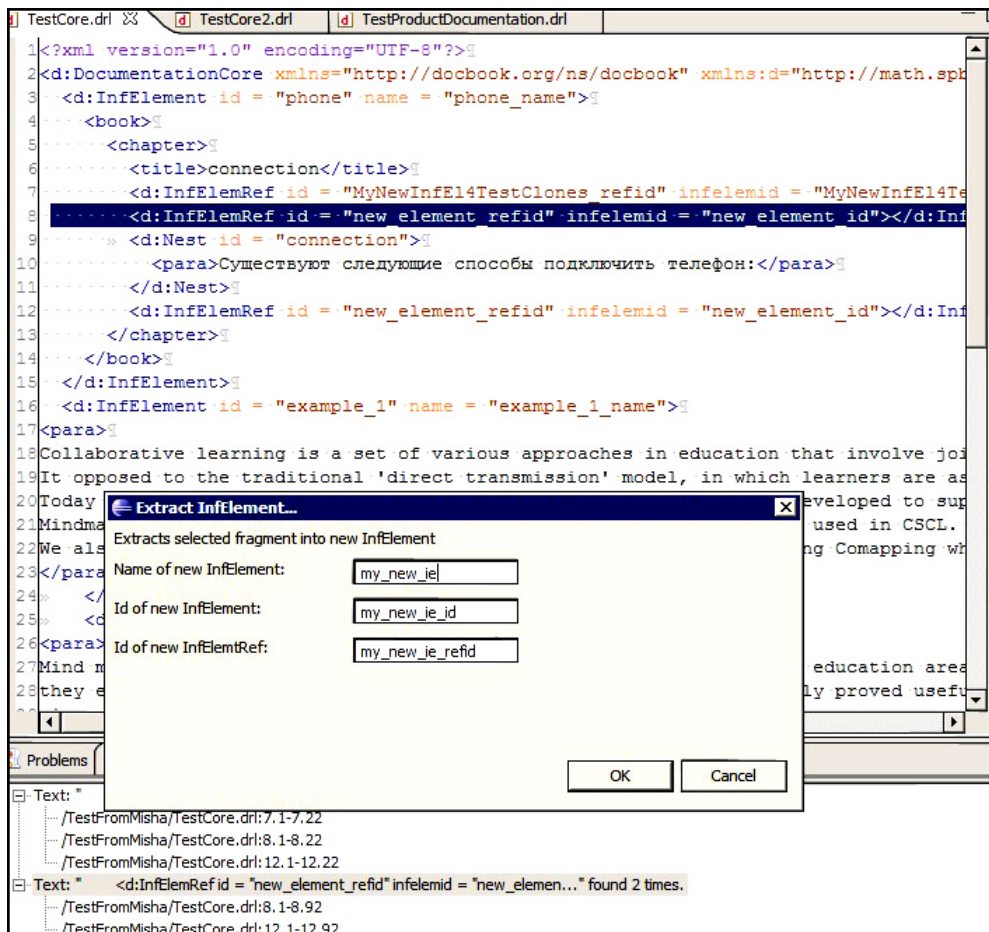 TestCore.drl
TestCore2.drl
TestProductDocumentation.drl
1<?xml version="1.0" encoding="UTF-8"?>¶
2<d:DocumentationCore xmlns="http://docbook.org/ns/docbook" xmlns:d="http://math.spb
3 <d:InfElement id = "phone" name = "phone_name">¶
4 <book>¶
5 <chapter>¶
6 <title>connection</title>¶
7 <d:InfElemRef id = "MyNewInfEl4TestClones_refid" infelemid = "MyNewInfEl4Te
8 <d:InfElemRef id = "new_element_refid" infelemid = "new_element_id"></d:Inf
9 » <d:Nest id = "connection">¶
10 <para>Существуют следующие способы подключить телефон:</para>¶
11 </d:Nest>¶
12 <d:InfElemRef id = "new_element_refid" infelemid = "new_element_id"></d:Inf
13 </chapter>¶
14 </book>¶
15 </d:InfElement>¶
16 <d:InfElement id = "example_1" name = "example_1_name">¶
17<para>¶
18Collaborative learning is a set of various approaches in education that involve joi
19It opposed to the traditional 'direct transmission' model, in which learners are as
20Today eveloped to sup
21Mindma used in CSCL.
22We als ng Comapping wh
23</para
24» </
25» <d
26<para>
27Mind m education area
28they e ly proved usefu
Extract InfElement...
Extracts selected fragment into new InfElement
Name of new InfElement: my_new_ie
Id of new InfElement: my_new_ie_id
Id of new InfElemtRef: my_new_ie_refid
OK Cancel
Problems
Text: "
/TestFromMisha/TestCore.drl:7.1-7.22
/TestFromMisha/TestCore.drl:8.1-8.22
/TestFromMisha/TestCore.drl:12.1-12.22
Text: " <d:InfElemRef id = "new_element_refid" infelemid = "new_elemen..." found 2 times.
/TestFromMisha/TestCore.drl:8.1-8.92
/TestFromMisha/TestCore.drl:12.1-12.92